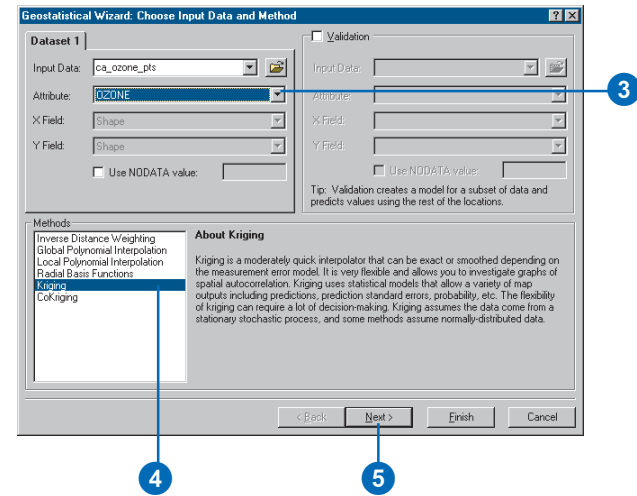 Geostatistical Wizard: Choose Input Data and Method
Dataset 1
Input Data: ca_ozone_pts
Attribute: OZONE
X Field: Shape
Y Field: Shape
Use NODATA value:
Validation
Input Data:
Attribute:
X Field:
Y Field:
Use NODATA value:
Tip: Validation creates a model for a subset of data and
predicts values using the rest of the locations.
3
Methods
Inverse Distance Weighting
Global Polynomial Interpolation
Local Polynomial Interpolation
Radial Basis Functions
Kriging
CoKriging
About Kriging
Kriging is a moderately quick interpolator that can be exact or smoothed depending on
the measurement error model. It is very flexible and allows you to investigate graphs of
spatial autocorrelation. Kriging uses statistical models that allow a variety of map
outputs including predictions, prediction standard errors, probability, etc. The flexibility
of kriging can require a lot of decision-making. Kriging assumes the data come from a
stationary stochastic process, and some methods assume normally-distributed data.
< Back
Next >
Finish
Cancel
4
5